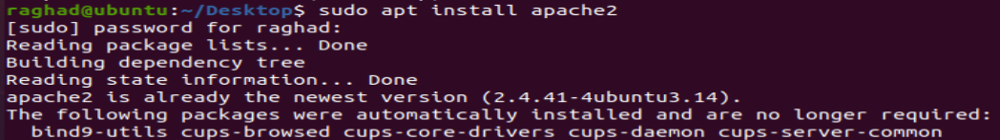 raghad@ubuntu:~/Desktop$ sudo apt install apache2
[sudo] password for raghad:
Reading package lists... Done
Building dependency tree
Reading state information... Done
apache2 is already the newest version (2.4.41-4ubuntu3.14).
The following packages were automatically installed and are no longer required:
  bind9-utils cups-browsed cups-core-drivers cups-daemon cups-server-common